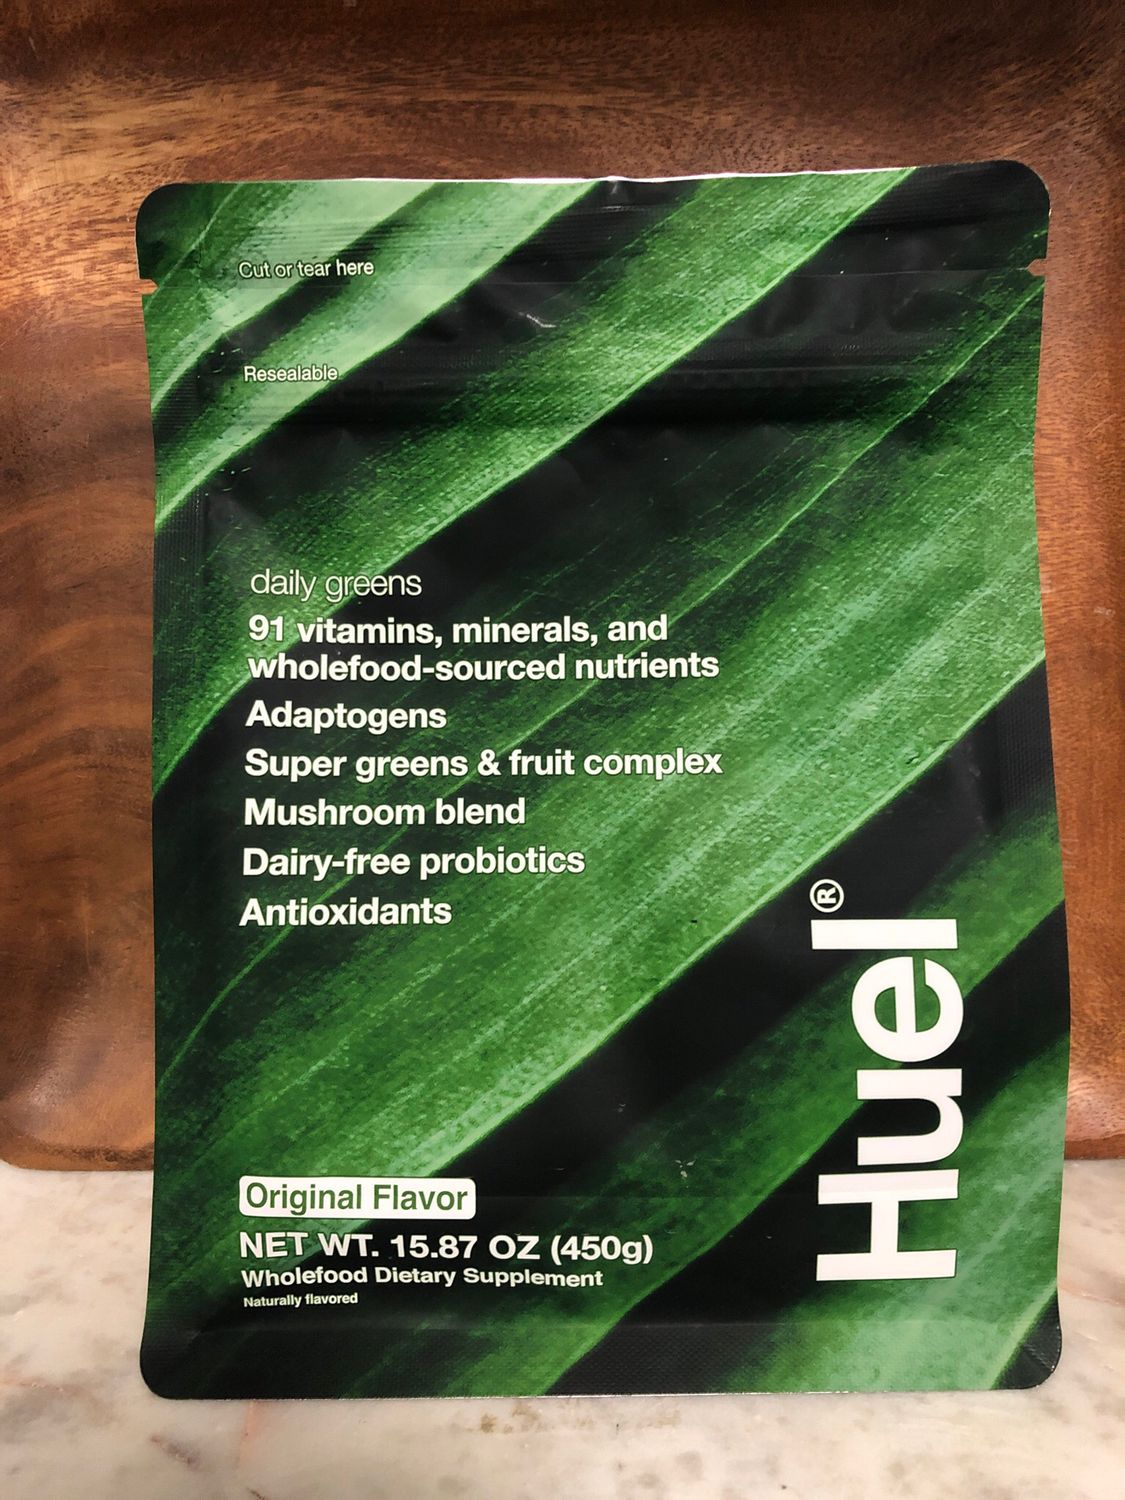 Cut or tear here
Resealable
daily greens
91 vitamins, minerals, and
wholefood-sourced nutrients
Adaptogens
Super greens & fruit complex
Mushroom blend
Dairy-free probiotics
Antioxidants
Huel®
Original Flavor
NET WT. 15.87 OZ (450g)
Wholefood Dietary Supplement
Naturally flavored